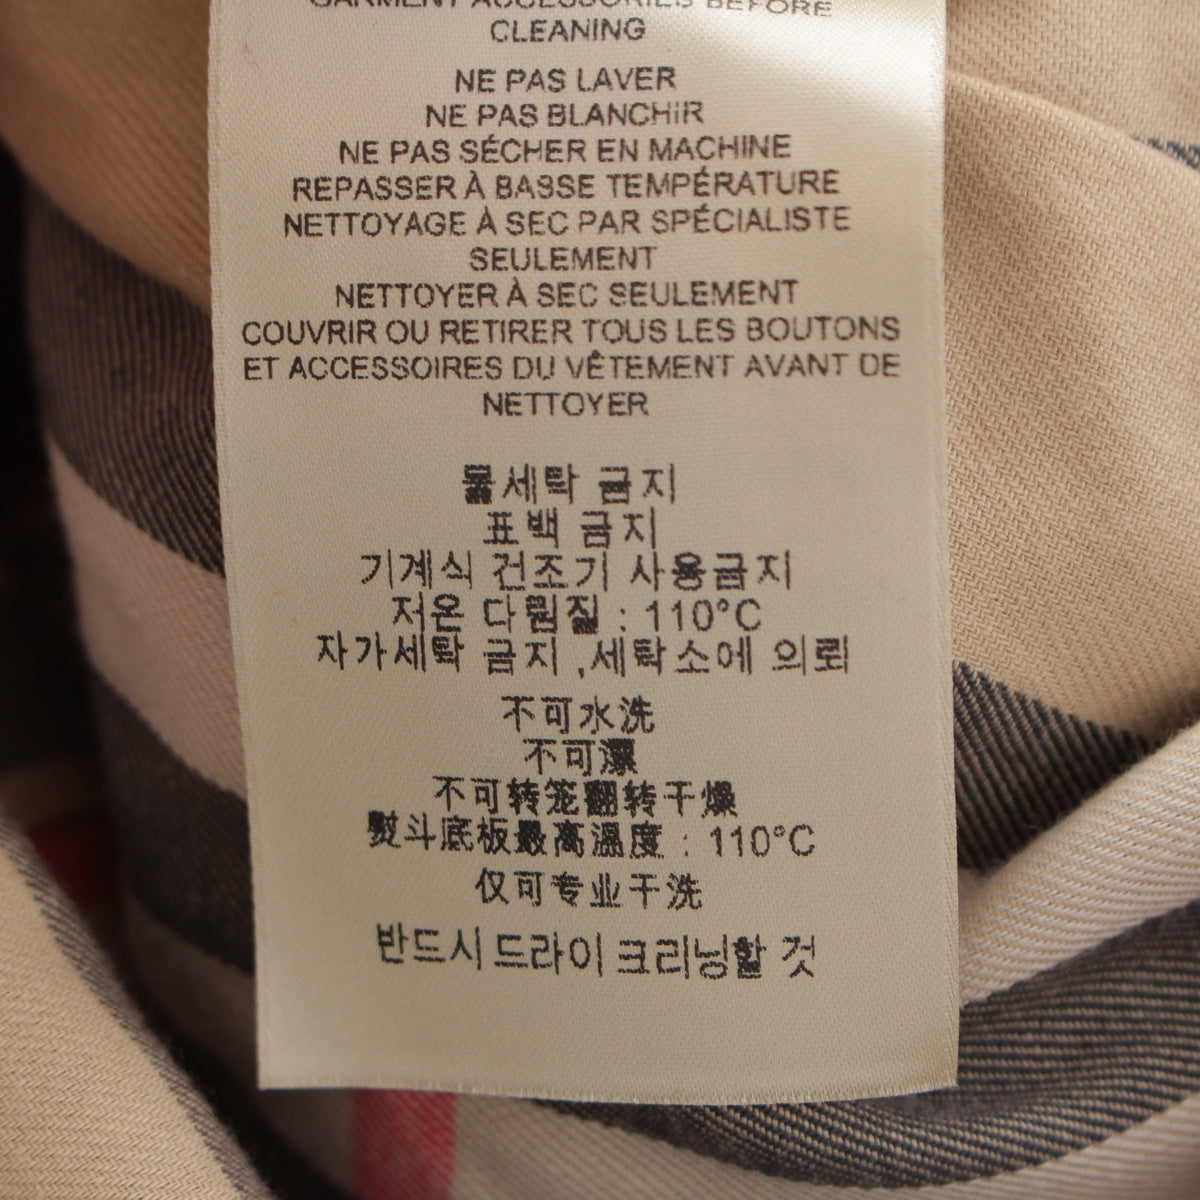 GARMENT ACCESSORIES BEFORE
CLEANING
NE PAS LAVER
NE PAS BLANCHIR
NE PAS SÉCHER EN MACHINE
REPASSER À BASSE TEMPÉRATURE
NETTOYAGE À SEC PAR SPÉCIALISTE
SEULEMENT
NETTOYER À SEC SEULEMENT
COUVRIR OU RETIRER TOUS LES BOUTONS
ET ACCESSOIRES DU VÊTEMENT AVANT DE
NETTOYER
물세탁 금지
표백 금지
기계식 건조기 사용금지
저온 다림질 : 110°C
자가세탁 금지 ,세탁소에 의뢰
不可水洗
不可漂
不可转笼翻转干燥
熨斗底板最高温度 : 110°C
仅可专业干洗
반드시 드라이 크리닝할 것